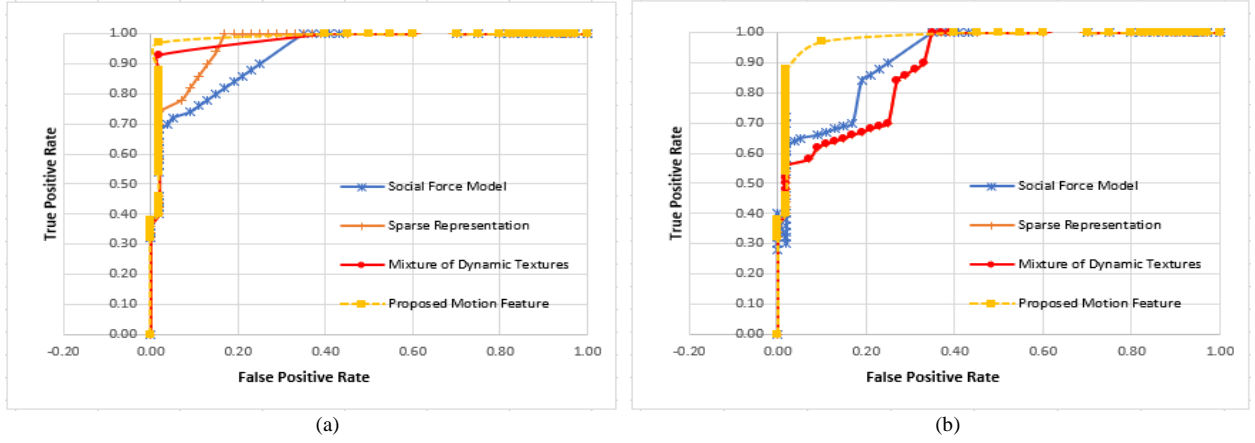 1.00
0.90
0.80
0.70
0.60
0.50
0.40
0.30
0.20
0.10
0.00
True Positive Rate
-0.20 0.00 0.20 0.40 0.60 0.80 1.00
False Positive Rate
Social Force Model
Sparse Representation
Mixture of Dynamic Textures
Proposed Motion Feature
(a)
1.00
0.90
0.80
0.70
0.60
0.50
0.40
0.30
0.20
0.10
0.00
True Positive Rate
-0.20 0.00 0.20 0.40 0.60 0.80 1.00
False Positive Rate
Social Force Model
Sparse Representation
Mixture of Dynamic Textures
Proposed Motion Feature
(b)